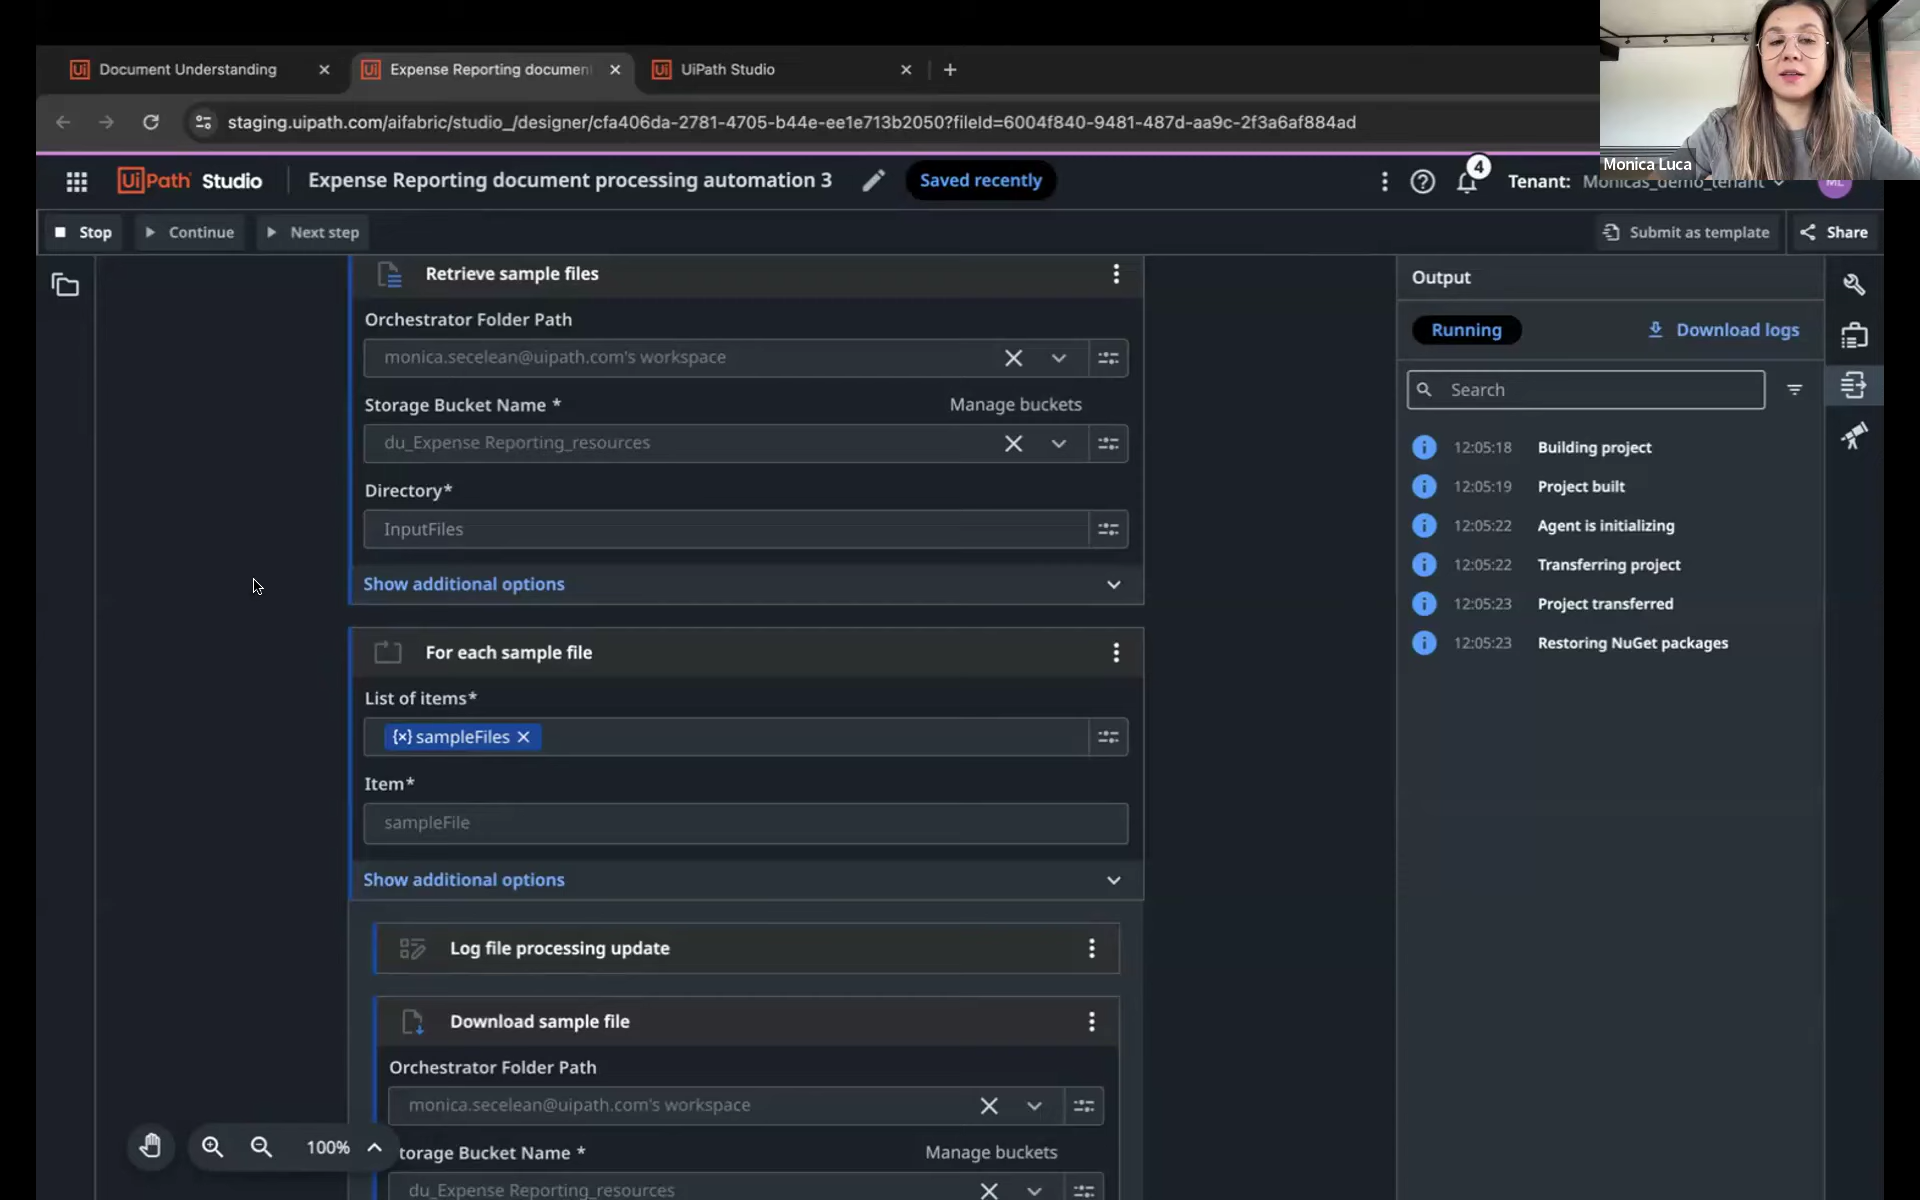 Document Understanding
Expense Reporting documen
UiPath Studio
staging.uipath.com/aifabric/studio_/designer/cfa406da-2781-4705-b44e-ee1e713b2050?fileId=6004f840-9481-487d-aa9c-2f3a6af884ad
Monica Luca
UiPath Studio
Expense Reporting document processing automation 3
Saved recently
4
Tenant: Monicas_demo_tenant
ML
Stop
Continue
Next step
Submit as template
Share
Retrieve sample files
Orchestrator Folder Path
monica.secelean@uipath.com's workspace
Storage Bucket Name *
Manage buckets
du_Expense Reporting_resources
Directory*
InputFiles
Show additional options
For each sample file
List of items*
{x} sampleFiles
Item*
sampleFile
Show additional options
Log file processing update
Download sample file
Orchestrator Folder Path
monica.secelean@uipath.com's workspace
torage Bucket Name *
Manage buckets
du_Expense Reporting_resources
100%
Output
Running
Download logs
Search
12:05:18 Building project
12:05:19 Project built
12:05:22 Agent is initializing
12:05:22 Transferring project
12:05:23 Project transferred
12:05:23 Restoring NuGet packages